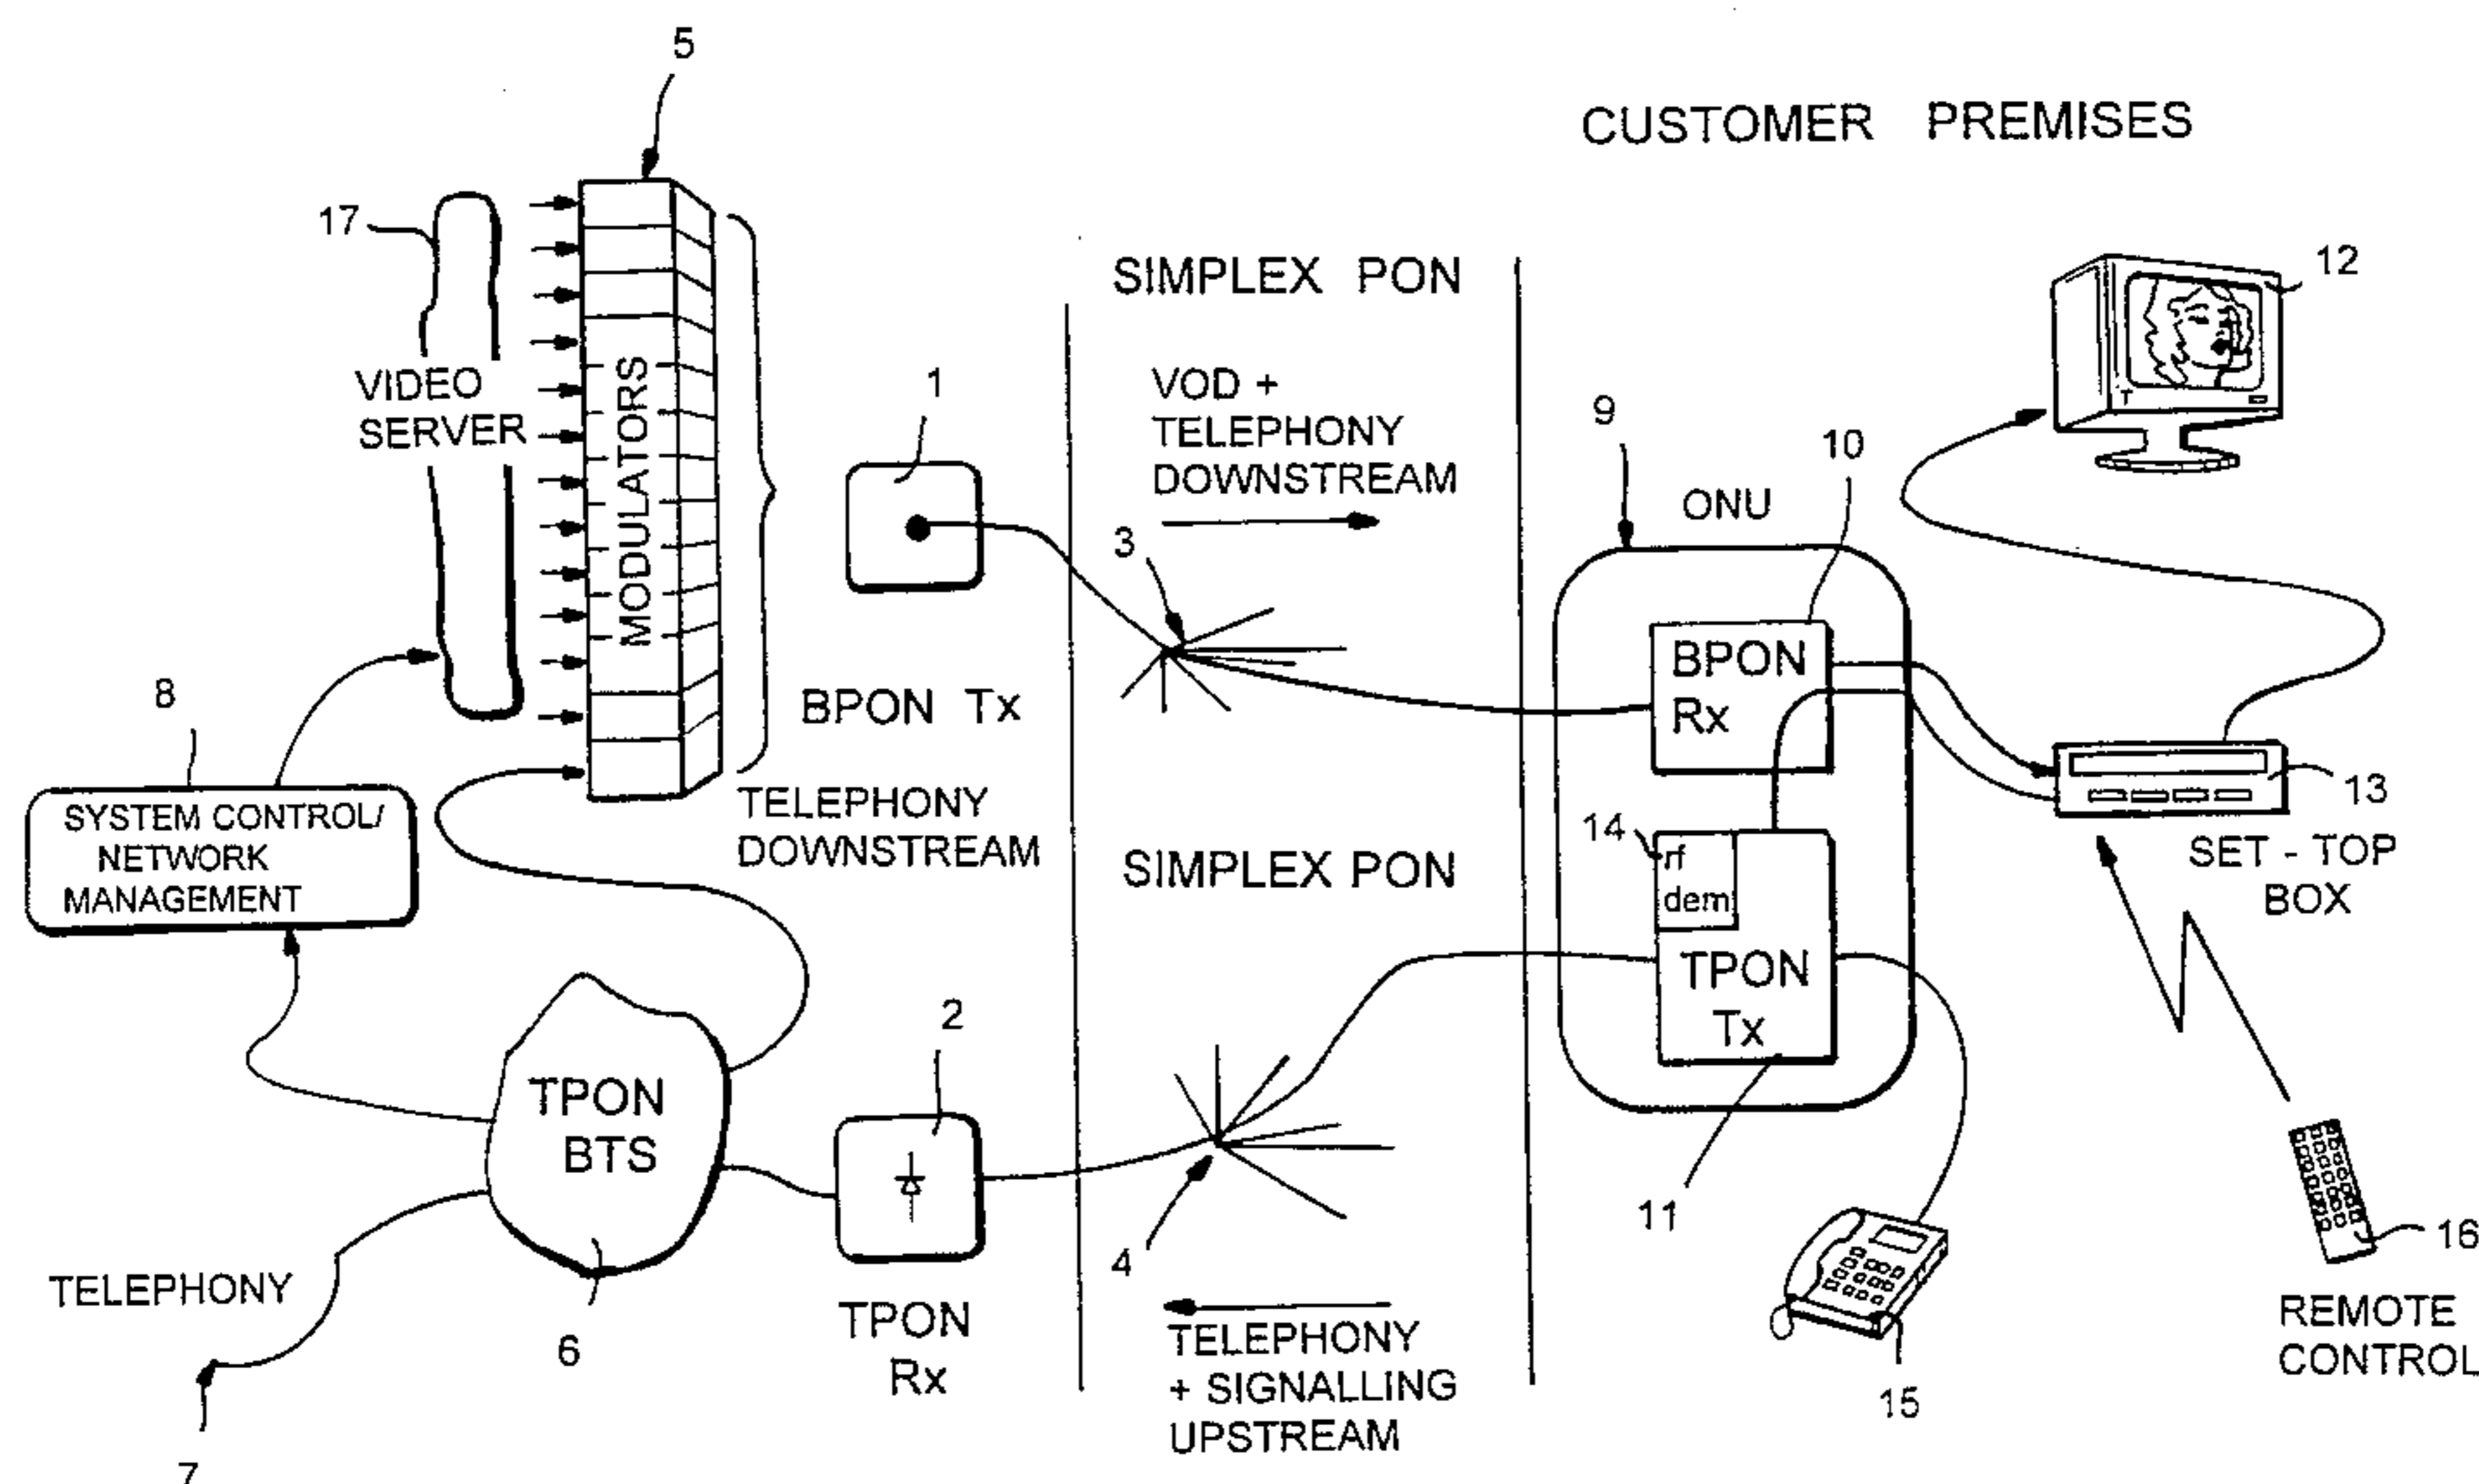 5
CUSTOMER PREMISES
17
12
SIMPLEX PON
VIDEO
SERVER
MODULATORS
1
VOD +
TELEPHONY
DOWNSTREAM
9
10
ONU
3
BPON
Rx
BPON Tx
8
SYSTEM CONTROL/
NETWORK
MANAGEMENT
TELEPHONY
DOWNSTREAM
SIMPLEX PON
14
rf
dem
13
SET - TOP
BOX
TPON
Tx
TPON
BTS
2
11
16
4
TELEPHONY
6
TPON
Rx
TELEPHONY
+ SIGNALLING
UPSTREAM
15
REMOTE
CONTROL
7
T